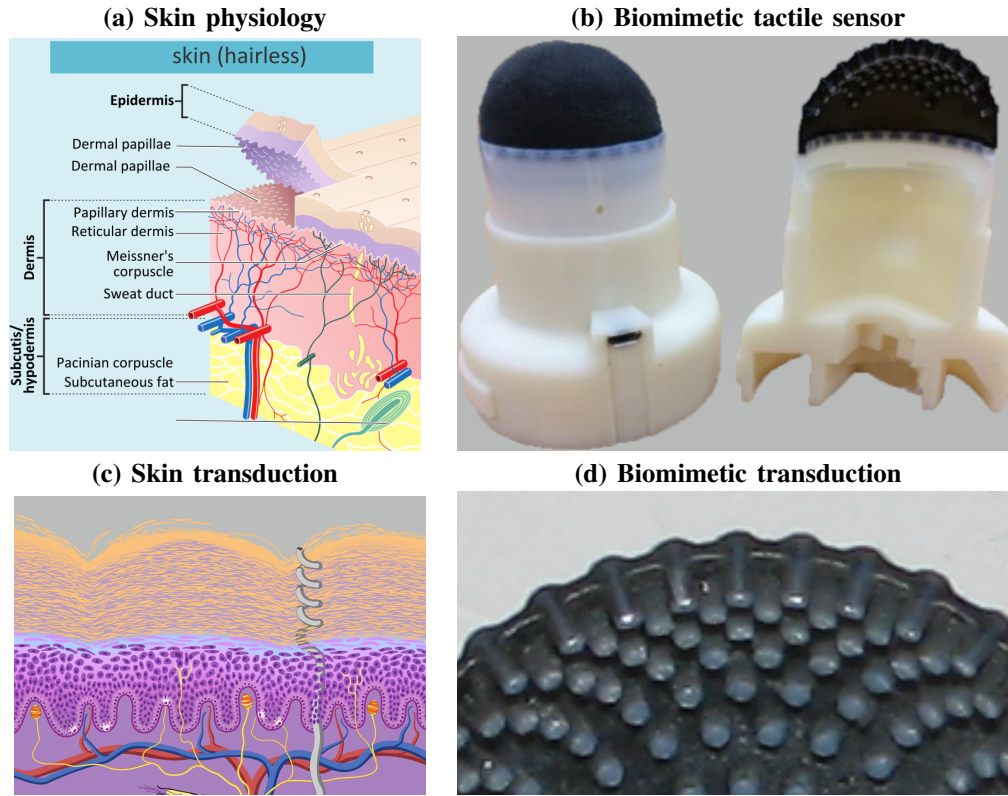 (a) Skin physiology
skin (hairless)
Epidermis
Dermal papillae
Dermal papillae
Dermis
Papillary dermis
Reticular dermis
Meissner's
corpuscle
Sweat duct
Subcutis/
hypodermis
Pacinian corpuscle
Subcutaneous fat
(b) Biomimetic tactile sensor
(c) Skin transduction
(d) Biomimetic transduction